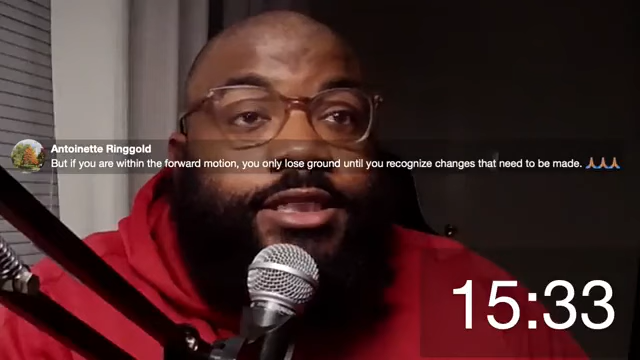 Antoinette Ringgold
But if you are within the forward motion, you only lose ground until you recognize changes that need to be made. 🙏🏽🙏🏽🙏🏽
15:33